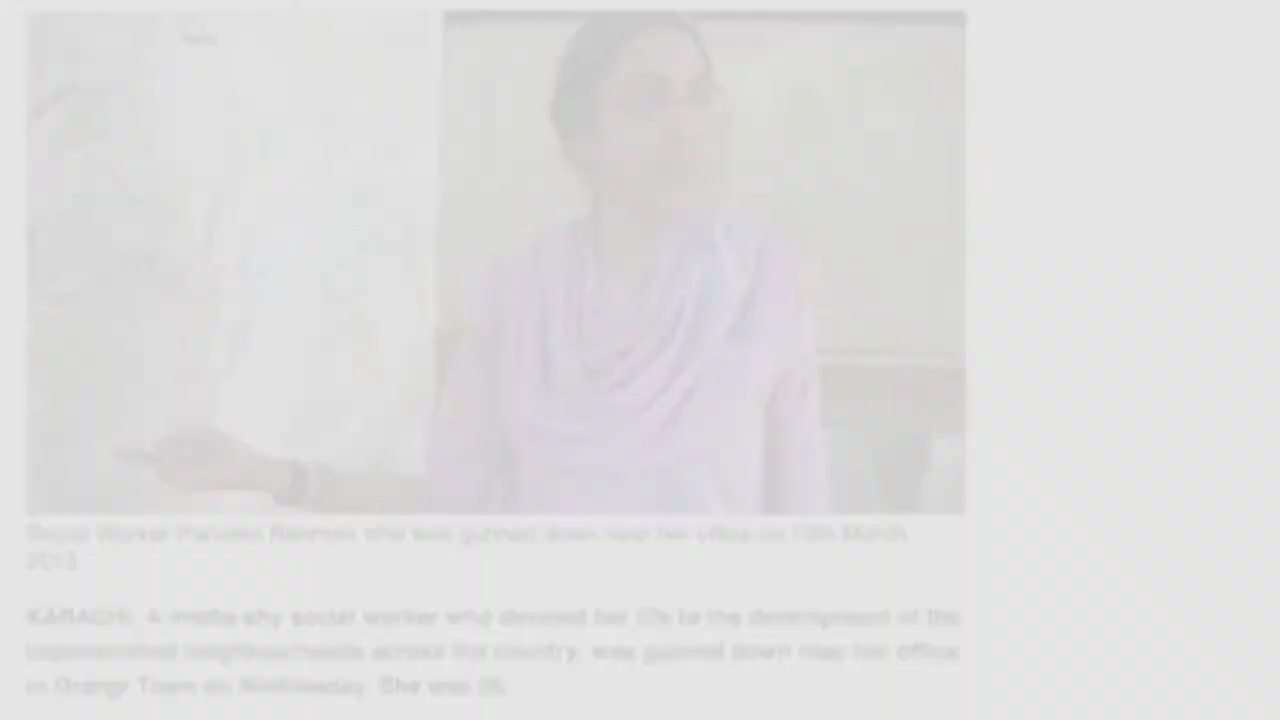 Social Worker Parveen Rehman who was gunned down near her office on 13th March
2013
KARACHI: A media-shy social worker who devoted her life to the development of the
impoverished neighbourhoods across the country, was gunned down near her office
in Orangi Town on Wednesday. She was